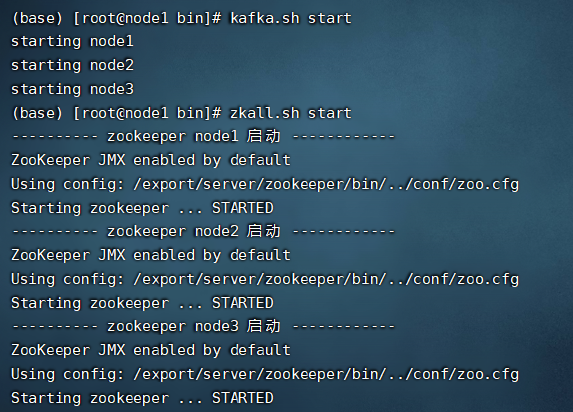 (base) [root@node1 bin]# kafka.sh start
starting node1
starting node2
starting node3
(base) [root@node1 bin]# zkall.sh start
---------- zookeeper node1 启动 ------------
ZooKeeper JMX enabled by default
Using config: /export/server/zookeeper/bin/../conf/zoo.cfg
Starting zookeeper ... STARTED
---------- zookeeper node2 启动 ------------
ZooKeeper JMX enabled by default
Using config: /export/server/zookeeper/bin/../conf/zoo.cfg
Starting zookeeper ... STARTED
---------- zookeeper node3 启动 ------------
ZooKeeper JMX enabled by default
Using config: /export/server/zookeeper/bin/../conf/zoo.cfg
Starting zookeeper ... STARTED